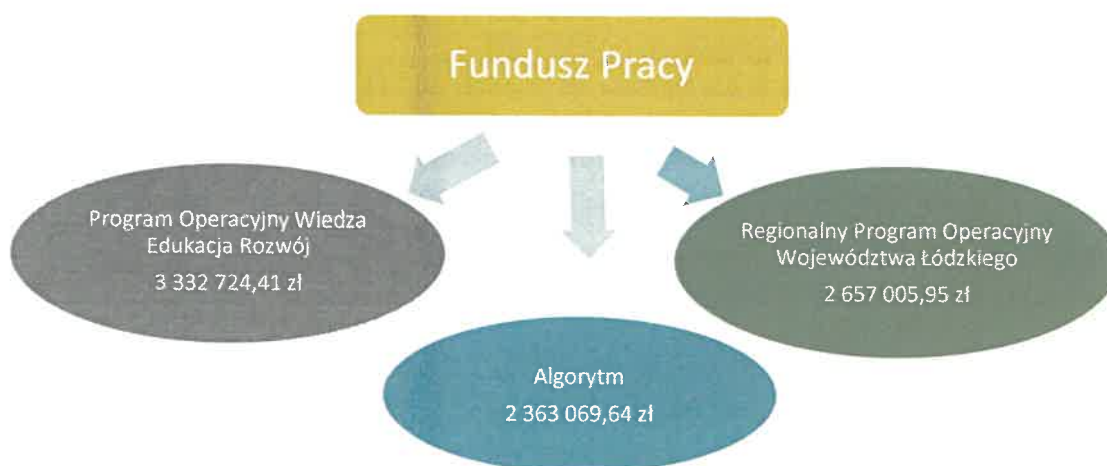 Fundusz Pracy
Program Operacyjny Wiedza
Edukacja Rozwój
3 332 724,41 zł
Regionalny Program Operacyjny
Województwa Łódzkiego
2 657 005,95 zł
Algorytm
2 363 069,64 zł